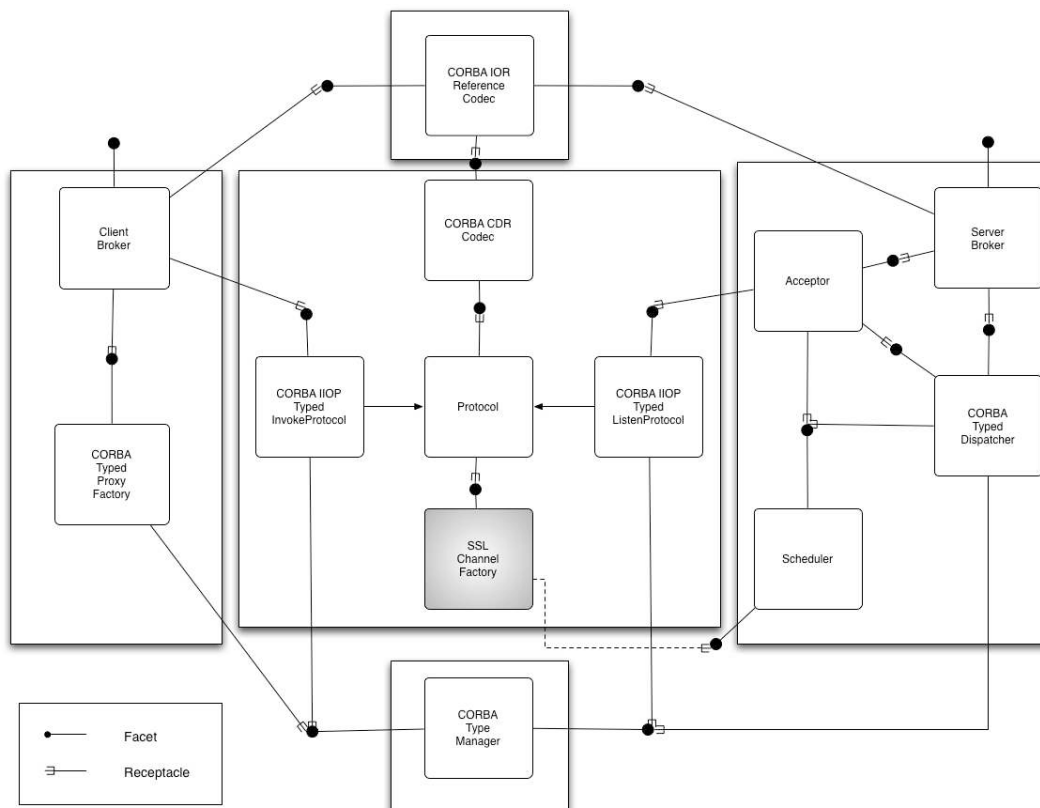 CORBA IOR
Reference
Codec
Client
Broker
CORBA CDR
Codec
Server
Broker
Acceptor
CORBA IIOP
Typed
InvokeProtocol
Protocol
CORBA IIOP
Typed
ListenProtocol
CORBA
Typed
Dispatcher
CORBA
Typed
Proxy
Factory
SSL
Channel
Factory
Scheduler
CORBA
Type
Manager
Facet
Receptacle